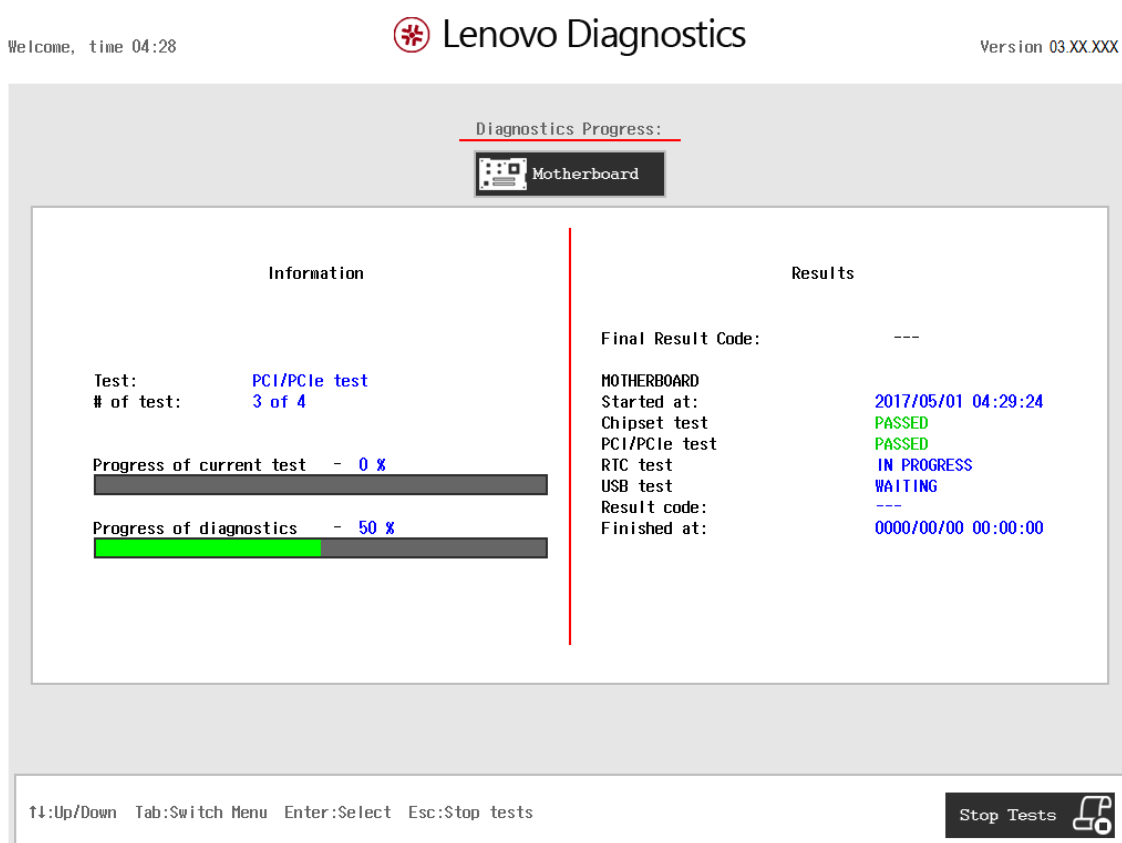 Welcome, time 04:28
Lenovo Diagnostics
Version 03.XX.XXX
Diagnostics Progress:
Motherboard
Information
Test: PCI/PCIe test
# of test: 3 of 4
Progress of current test - 0 %
Progress of diagnostics - 50 %
Results
Final Result Code: ---
MOTHERBOARD
Started at: 2017/05/01 04:29:24
Chipset test PASSED
PCI/PCIe test PASSED
RTC test IN PROGRESS
USB test WAITING
Result code: ---
Finished at: 0000/00/00 00:00:00
↑↓:Up/Down Tab:Switch Menu Enter:Select Esc:Stop tests
Stop Tests